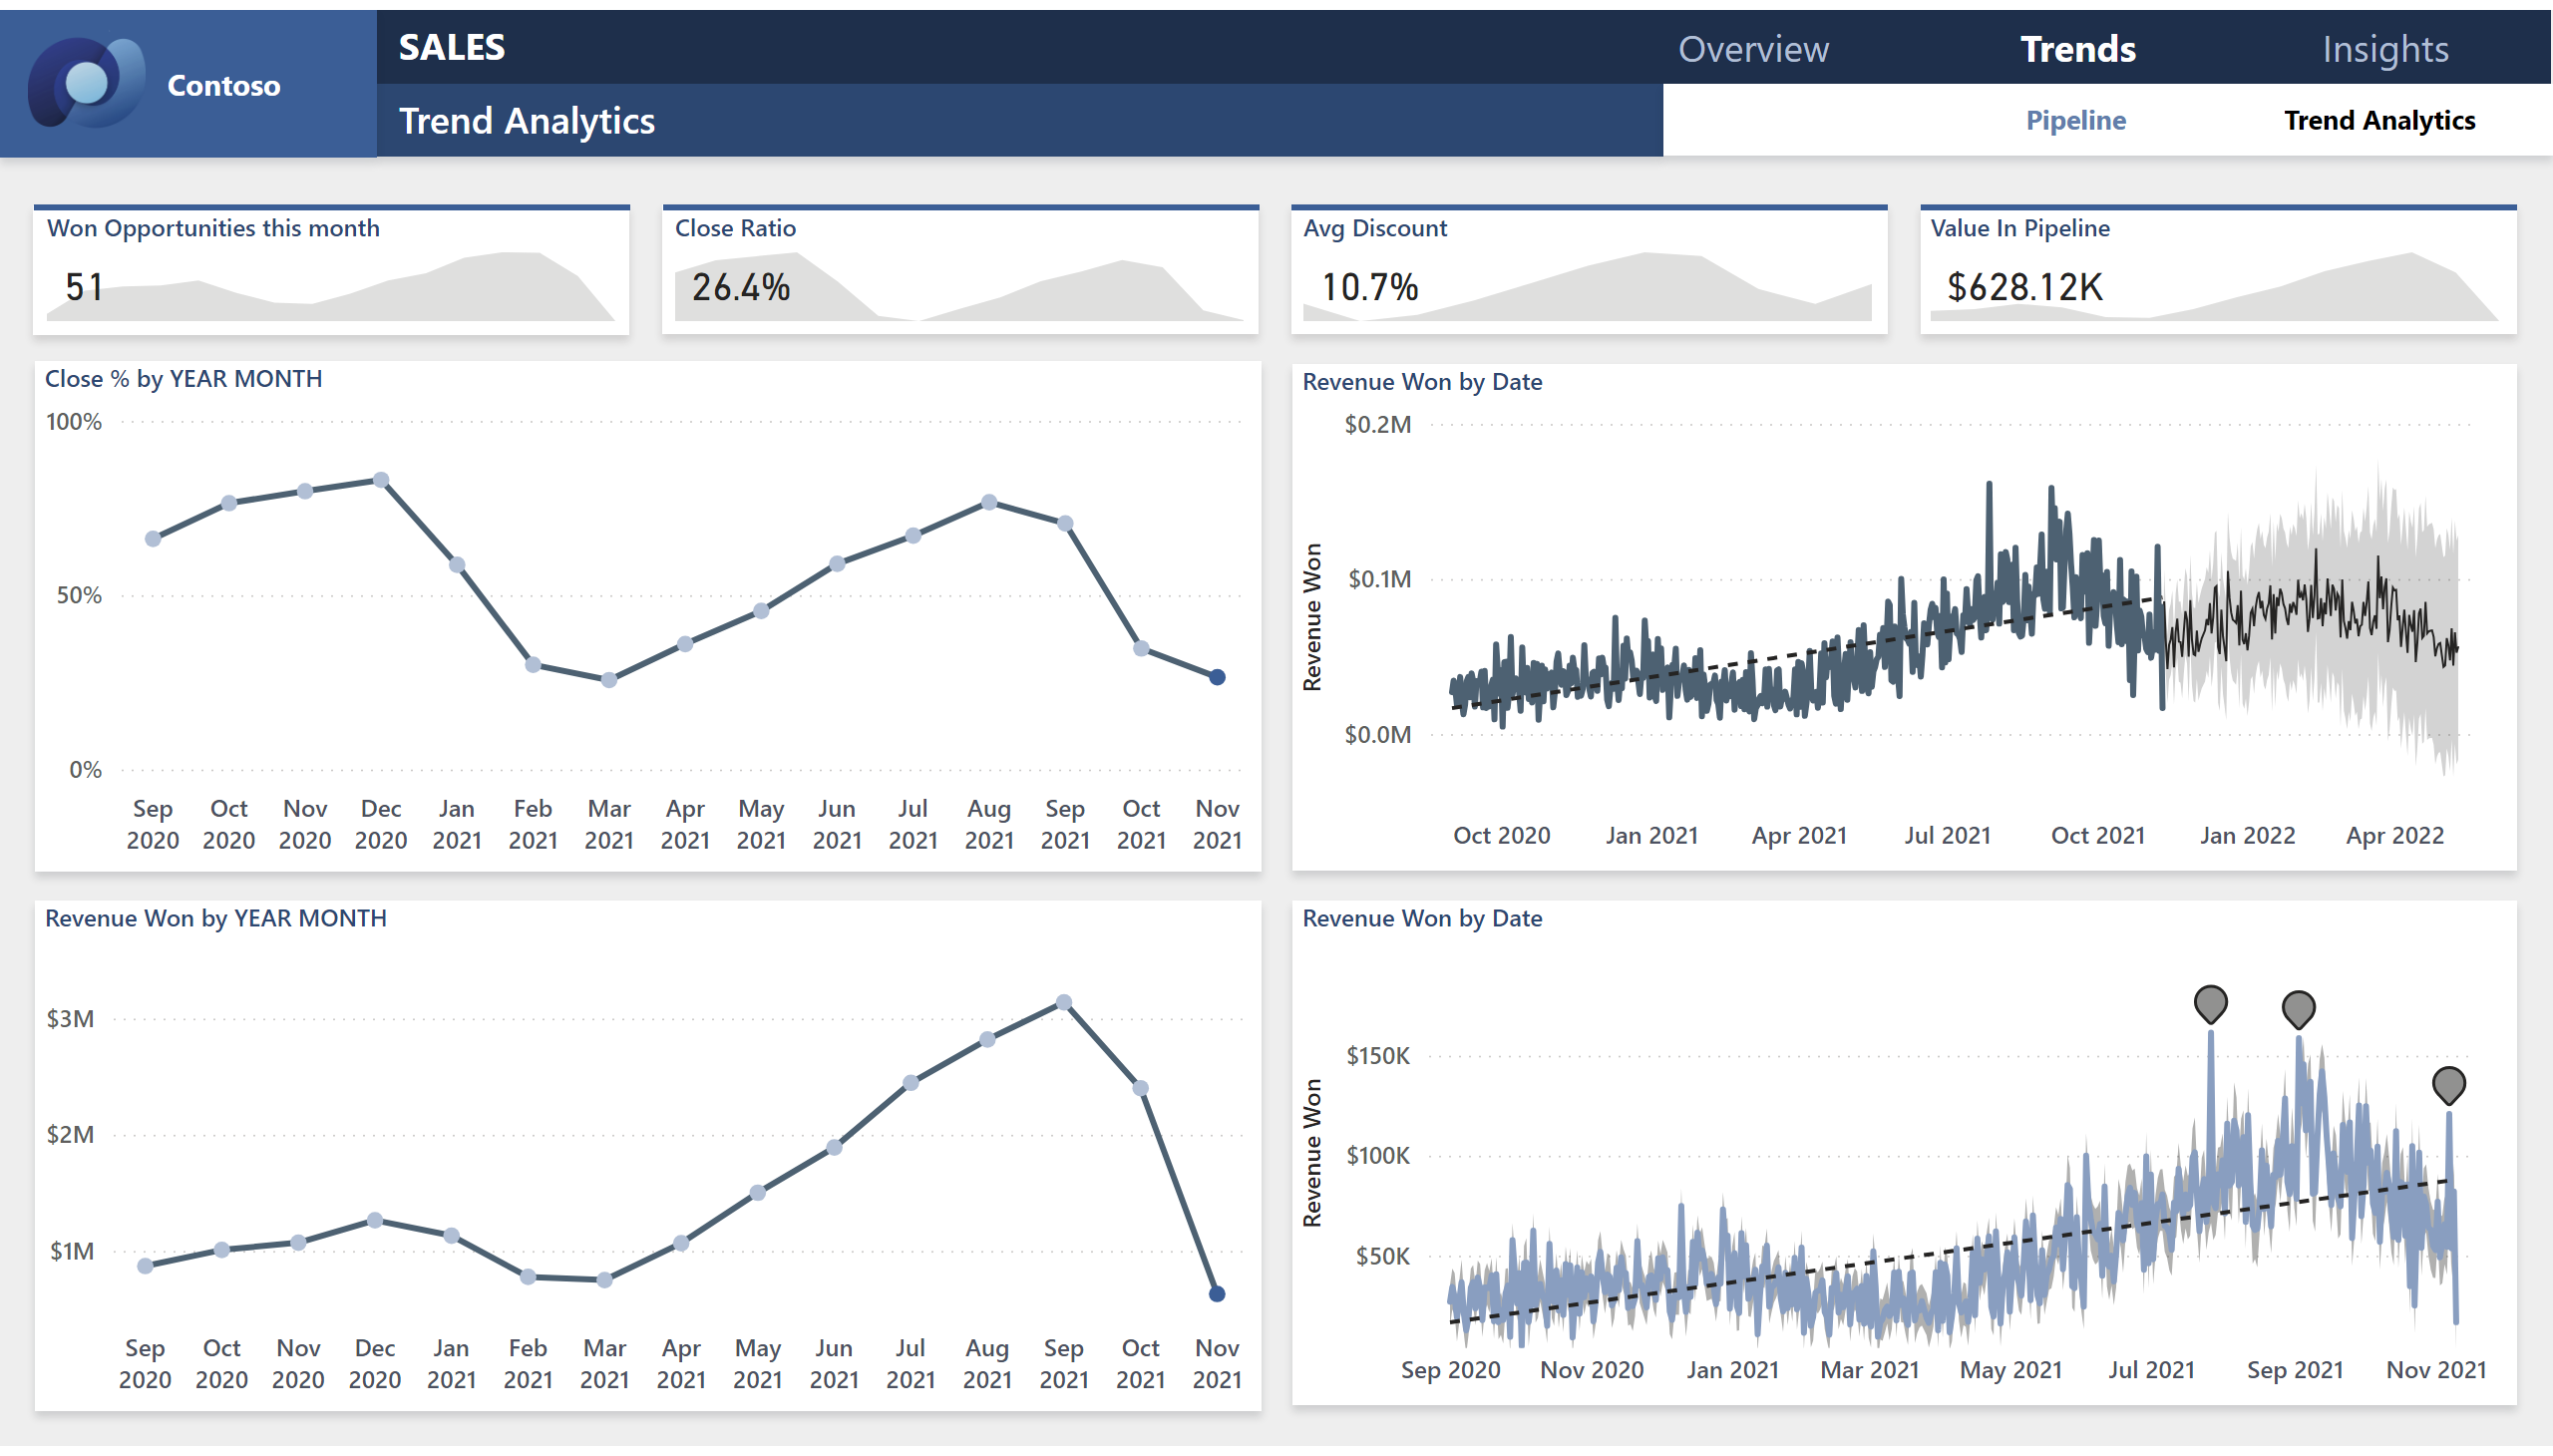 Contoso
SALES
Overview
Trends
Insights
Trend Analytics
Pipeline
Trend Analytics
Won Opportunities this month
51
Close Ratio
26.4%
Avg Discount
10.7%
Value In Pipeline
$628.12K
Close % by YEAR MONTH
100%
50%
0%
Sep Oct Nov Dec Jan Feb Mar Apr May Jun Jul Aug Sep Oct Nov
2020 2020 2020 2020 2021 2021 2021 2021 2021 2021 2021 2021 2021 2021 2021
Revenue Won by Date
Revenue Won
$0.2M
$0.1M
$0.0M
Oct 2020 Jan 2021 Apr 2021 Jul 2021 Oct 2021 Jan 2022 Apr 2022
Revenue Won by YEAR MONTH
$3M
$2M
$1M
Sep Oct Nov Dec Jan Feb Mar Apr May Jun Jul Aug Sep Oct Nov
2020 2020 2020 2020 2021 2021 2021 2021 2021 2021 2021 2021 2021 2021 2021
Revenue Won by Date
Revenue Won
$150K
$100K
$50K
Sep 2020 Nov 2020 Jan 2021 Mar 2021 May 2021 Jul 2021 Sep 2021 Nov 2021